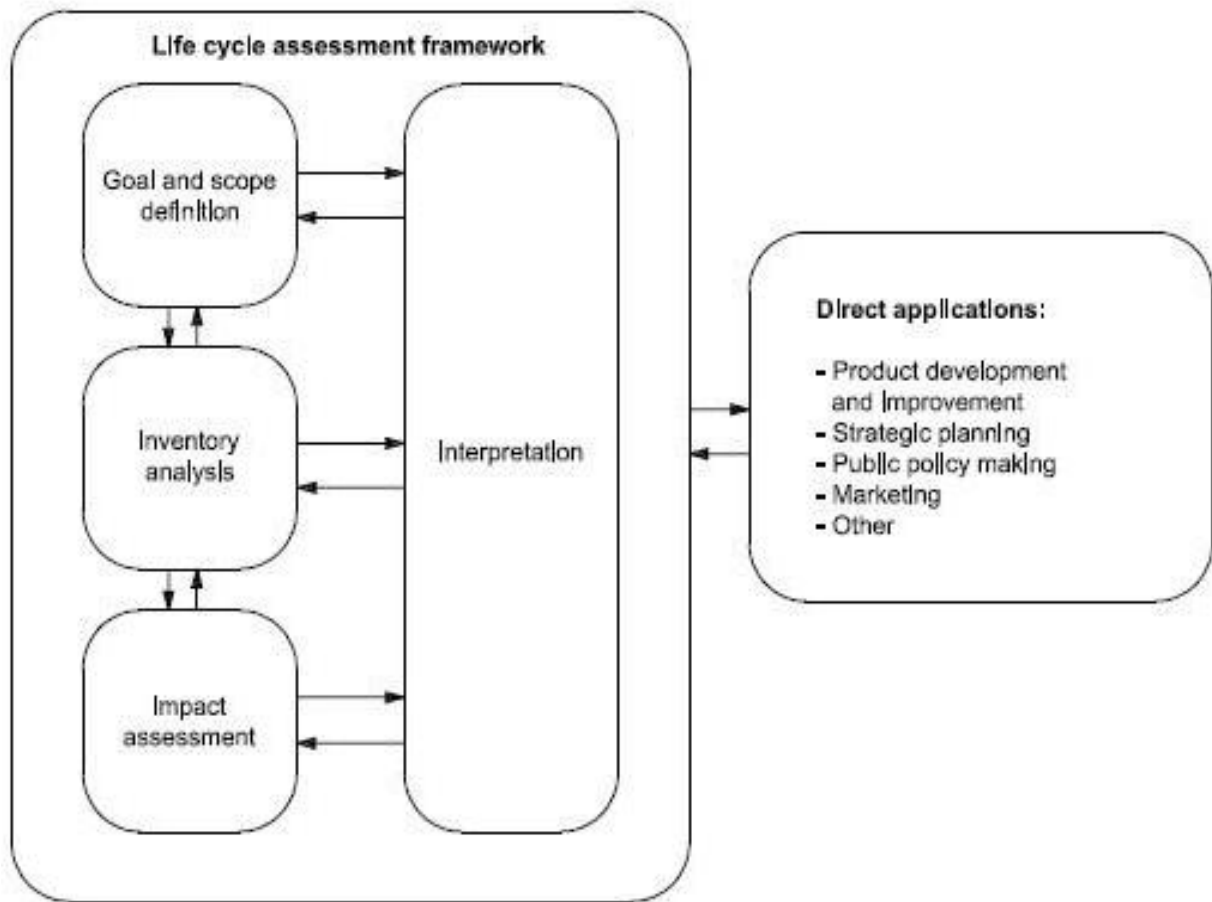 Life cycle assessment framework
Goal and scope
definition
Inventory
analysis
Impact
assessment
Interpretation
Direct applications:
- Product development
and improvement
- Strategic planning
- Public policy making
- Marketing
- Other